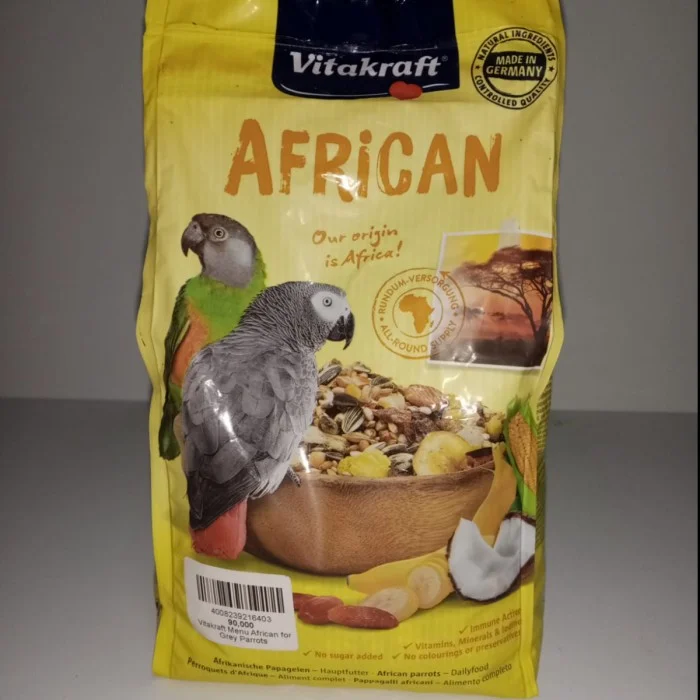 Vitakraft
NATURAL INGREDIENTS
MADE IN
GERMANY
CONTROLLED QUALITY
AFRiCAN
Our origin
is Africa!
RUNDUM-VERSORGUNG
ALL-ROUND SUPPLY
4008239216403
90,000
Vitakraft Menu African for
Grey Parrots
✓ Immune
✓ Vitamins, Minerals &
✓ No sugar added ✓ No colourings or preservatives
Afrikanische Papageien – Hauptfutter · African parrots – Dailyfood
Perroquets d'Afrique – Aliment complet · Pappagalli africani – Alimento completo